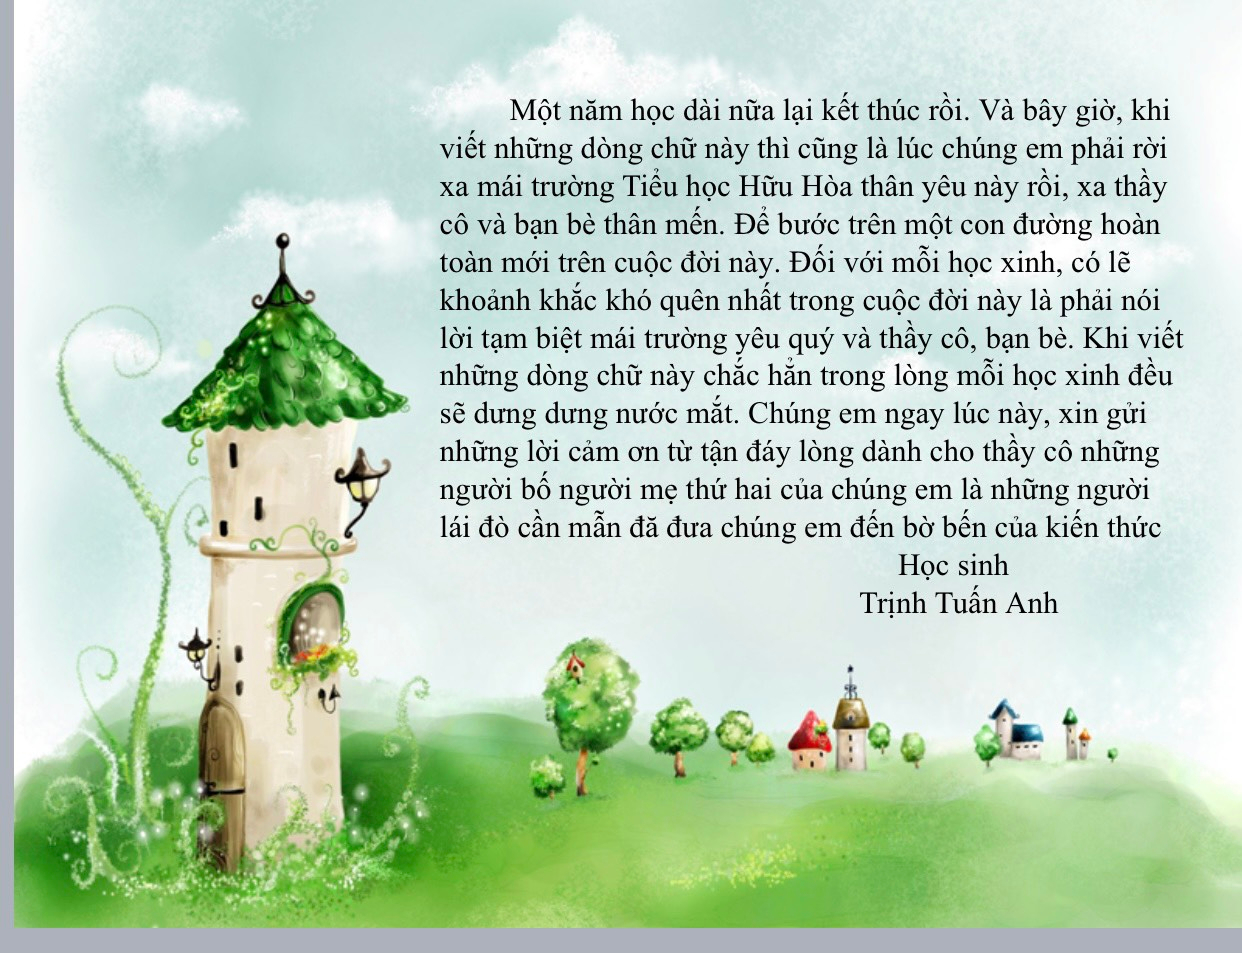 Một năm học dài nữa lại kết thúc rồi. Và bây giờ, khi
viết những dòng chữ này thì cũng là lúc chúng em phải rời
xa mái trường Tiểu học Hữu Hòa thân yêu này rồi, xa thầy
cô và bạn bè thân mến. Để bước trên một con đường hoàn
toàn mới trên cuộc đời này. Đối với mỗi học xinh, có lẽ
khoảnh khắc khó quên nhất trong cuộc đời này là phải nói
lời tạm biệt mái trường yêu quý và thầy cô, bạn bè. Khi viết
những dòng chữ này chắc hẳn trong lòng mỗi học xinh đều
sẽ dưng dưng nước mắt. Chúng em ngay lúc này, xin gửi
những lời cảm ơn từ tận đáy lòng dành cho thầy cô những
người bố người mẹ thứ hai của chúng em là những người
lái đò cần mẫn đã đưa chúng em đến bờ bến của kiến thức
Học sinh
Trịnh Tuấn Anh